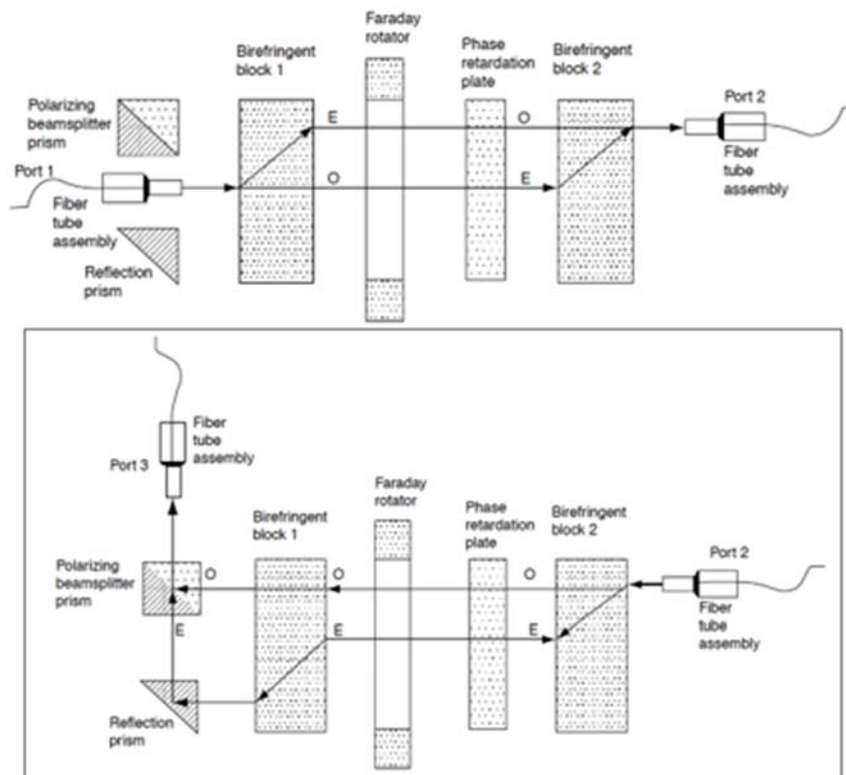 Faraday
rotator
Birefringent
block 1
Phase
retardation
plate
Birefringent
block 2
Polarizing
beamsplitter
prism
Port 1
Fiber
tube
assembly
Reflection
prism
E
O
O
E
Port 2
Fiber
tube
assembly
Port 3
Fiber
tube
assembly
Faraday
rotator
Birefringent
block 1
Phase
retardation
plate
Birefringent
block 2
Port 2
Fiber
tube
assembly
Polarizing
beamsplitter
prism
O
O
O
E
E
E
Reflection
prism